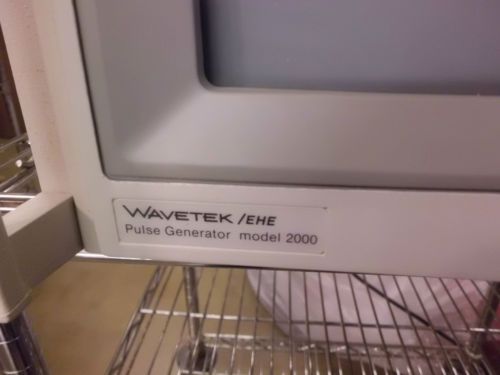 WAVETEK /EHE
Pulse Generator model 2000